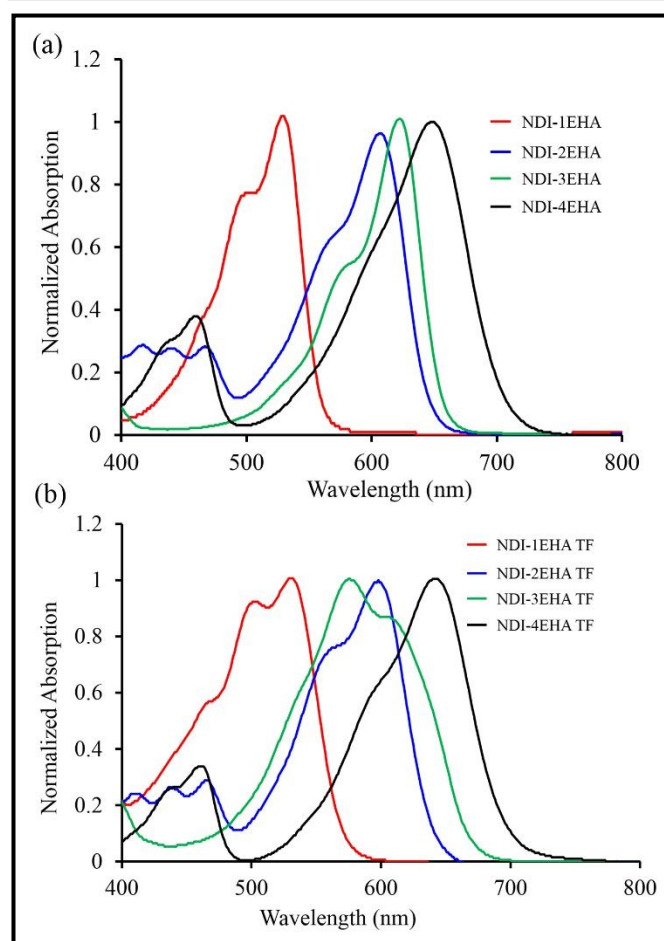 (a)
1.2
1
0.8
0.6
0.4
0.2
0
Normalized Absorption
NDI-1EHA
NDI-2EHA
NDI-3EHA
NDI-4EHA
400 500 600 700 800
Wavelength (nm)
(b)
1.2
1
0.8
0.6
0.4
0.2
0
Normalized Absorption
NDI-1EHA TF
NDI-2EHA TF
NDI-3EHA TF
NDI-4EHA TF
400 500 600 700 800
Wavelength (nm)